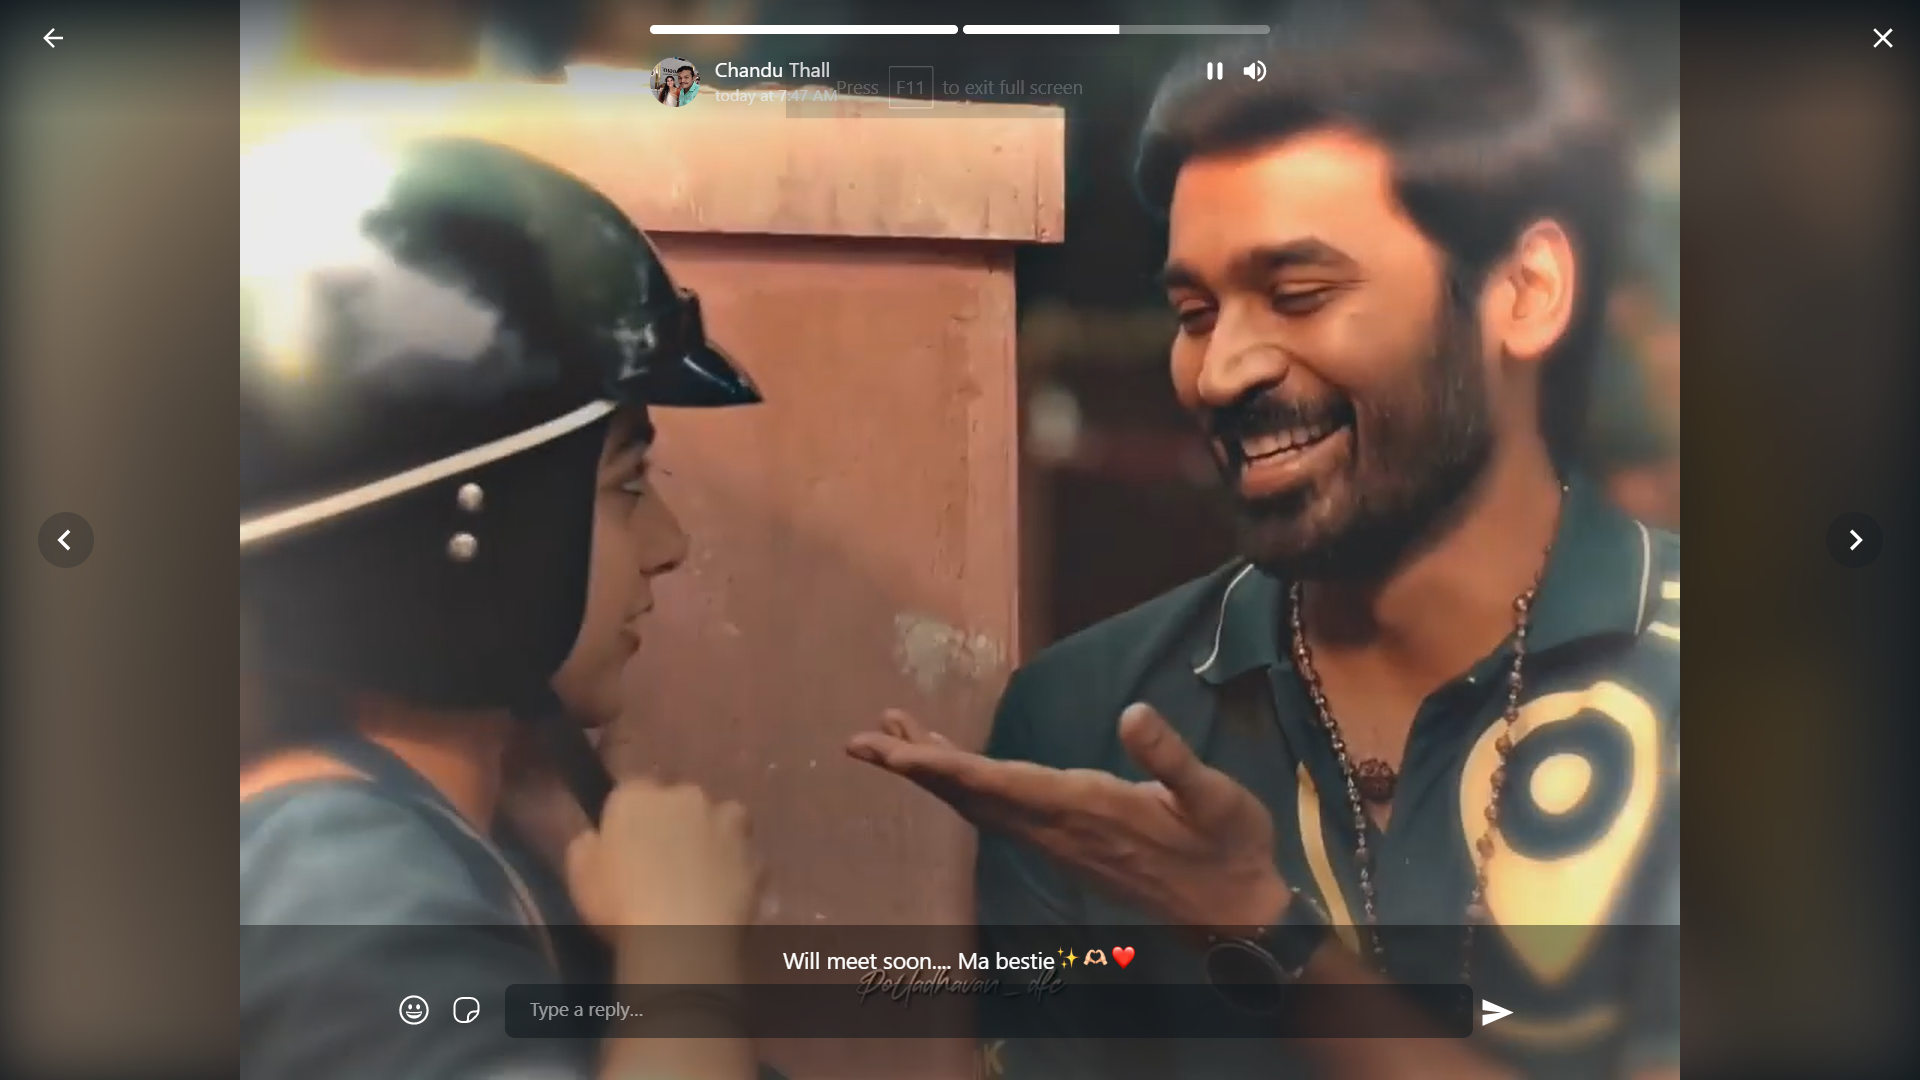 Chandu Thall
today at 7:47 AM
Press F11 to exit full screen
Will meet soon.... Ma bestie✨🫶🏻❤️
Polladhavan_dfc
Type a reply...